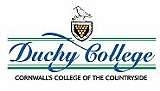 Duchy College
CORNWALL'S COLLEGE OF THE COUNTRYSIDE